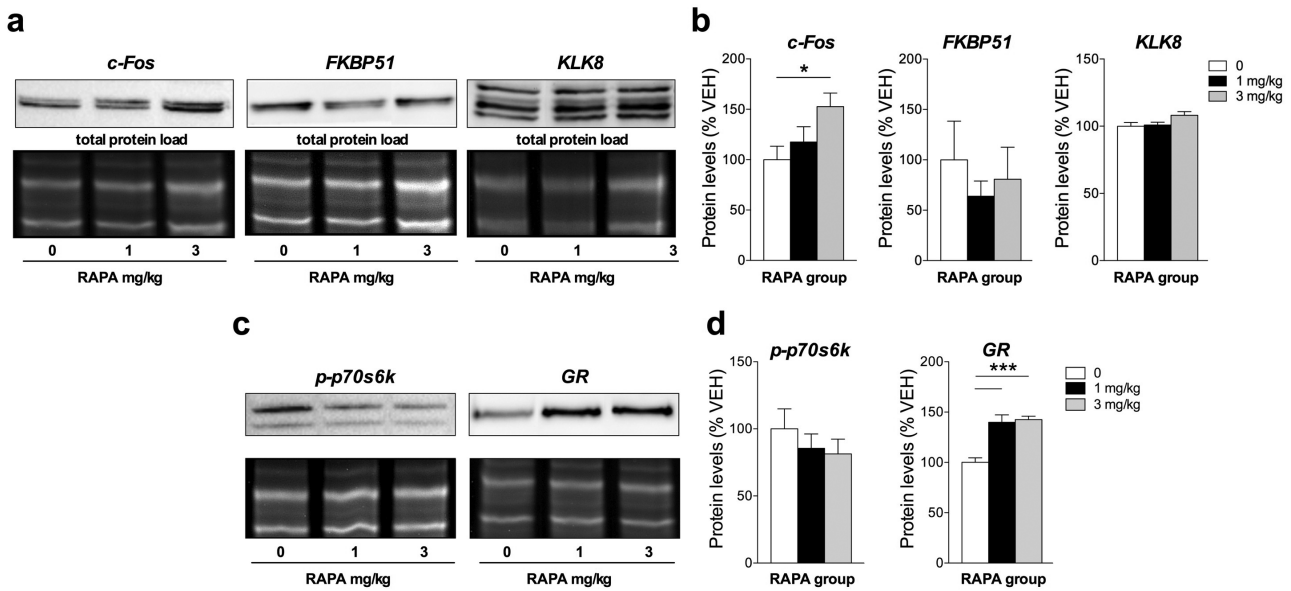 a
c-Fos FKBP51 KLK8
total protein load total protein load total protein load
0 1 3 0 1 3 0 1 3
RAPA mg/kg RAPA mg/kg RAPA mg/kg
b
c-Fos FKBP51 KLK8
Protein levels (% VEH)
200
150
100
50
0
*
RAPA group
Protein levels (% VEH)
200
150
100
50
0
RAPA group
Protein levels (% VEH)
150
100
50
0
RAPA group
0
1 mg/kg
3 mg/kg
c
p-p70s6k GR
0 1 3 0 1 3
RAPA mg/kg RAPA mg/kg
d
p-p70s6k GR
Protein levels (% VEH)
150
100
50
0
RAPA group
Protein levels (% VEH)
200
150
100
50
0
***
RAPA group
0
1 mg/kg
3 mg/kg